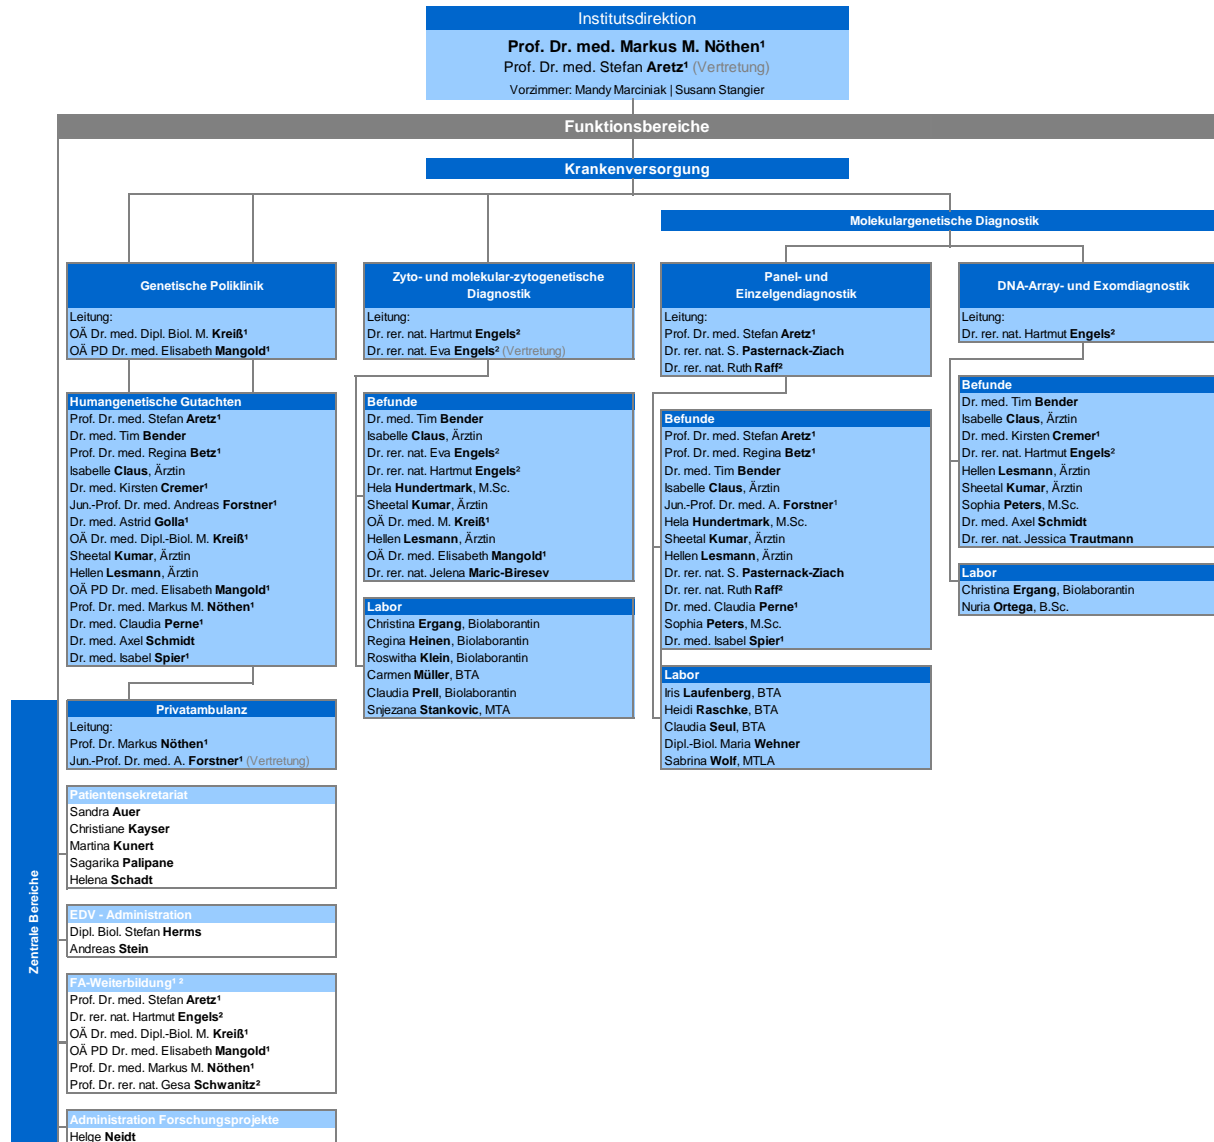 Institutsdirektion
Prof. Dr. med. Markus M. Nöthen¹
Prof. Dr. med. Stefan Aretz¹ (Vertretung)
Vorzimmer: Mandy Marciniak | Susann Stangier
Funktionsbereiche
Krankenversorgung
Molekulargenetische Diagnostik
Genetische Poliklinik
Leitung:
OÄ Dr. med. Dipl. Biol. M. Kreiß¹
OÄ PD Dr. med. Elisabeth Mangold¹
Humangenetische Gutachten
Prof. Dr. med. Stefan Aretz¹
Dr. med. Tim Bender
Prof. Dr. med. Regina Betz¹
Isabelle Claus, Ärztin
Dr. med. Kirsten Cremer¹
Jun.-Prof. Dr. med. Andreas Forstner¹
Dr. med. Astrid Golla¹
OÄ Dr. med. Dipl.-Biol. M. Kreiß¹
Sheetal Kumar, Ärztin
Hellen Lesmann, Ärztin
OÄ PD Dr. med. Elisabeth Mangold¹
Prof. Dr. med. Markus M. Nöthen¹
Dr. med. Claudia Perne¹
Dr. med. Axel Schmidt
Dr. med. Isabel Spier¹
Privatambulanz
Leitung:
Prof. Dr. Markus Nöthen¹
Jun.-Prof. Dr. med. A. Forstner¹ (Vertretung)
Zyto- und molekular-zytogenetische
Diagnostik
Leitung:
Dr. rer. nat. Hartmut Engels²
Dr. rer. nat. Eva Engels² (Vertretung)
Befunde
Dr. med. Tim Bender
Isabelle Claus, Ärztin
Dr. rer. nat. Eva Engels²
Dr. rer. nat. Hartmut Engels²
Hela Hundertmark, M.Sc.
Sheetal Kumar, Ärztin
OÄ Dr. med. M. Kreiß¹
Hellen Lesmann, Ärztin
OÄ Dr. med. Elisabeth Mangold¹
Dr. rer. nat. Jelena Maric-Biresev
Labor
Christina Ergang, Biolaborantin
Regina Heinen, Biolaborantin
Roswitha Klein, Biolaborantin
Carmen Müller, BTA
Claudia Prell, Biolaborantin
Snjezana Stankovic, MTA
Panel- und
Einzelgendiagnostik
Leitung:
Prof. Dr. med. Stefan Aretz¹
Dr. rer. nat. S. Pasternack-Ziach
Dr. rer. nat. Ruth Raff²
Befunde
Prof. Dr. med. Stefan Aretz¹
Prof. Dr. med. Regina Betz¹
Dr. med. Tim Bender
Isabelle Claus, Ärztin
Jun.-Prof. Dr. med. A. Forstner¹
Hela Hundertmark, M.Sc.
Sheetal Kumar, Ärztin
Hellen Lesmann, Ärztin
Dr. rer. nat. S. Pasternack-Ziach
Dr. rer. nat. Ruth Raff²
Dr. med. Claudia Perne¹
Sophia Peters, M.Sc.
Dr. med. Isabel Spier¹
Labor
Iris Laufenberg, BTA
Heidi Raschke, BTA
Claudia Seul, BTA
Dipl.-Biol. Maria Wehner
Sabrina Wolf, MTLA
DNA-Array- und Exomdiagnostik
Leitung:
Dr. rer. nat. Hartmut Engels²
Befunde
Dr. med. Tim Bender
Isabelle Claus, Ärztin
Dr. med. Kirsten Cremer¹
Dr. rer. nat. Hartmut Engels²
Hellen Lesmann, Ärztin
Sheetal Kumar, Ärztin
Sophia Peters, M.Sc.
Dr. med. Axel Schmidt
Dr. rer. nat. Jessica Trautmann
Labor
Christina Ergang, Biolaborantin
Nuria Ortega, B.Sc.
Zentrale Bereiche
Patientensekretariat
Sandra Auer
Christiane Kayser
Martina Kunert
Sagarika Palipane
Helena Schadt
EDV - Administration
Dipl. Biol. Stefan Herms
Andreas Stein
FA-Weiterbildung¹ ²
Prof. Dr. med. Stefan Aretz¹
Dr. rer. nat. Hartmut Engels²
OÄ Dr. med. Dipl.-Biol. M. Kreiß¹
OÄ PD Dr. med. Elisabeth Mangold¹
Prof. Dr. med. Markus M. Nöthen¹
Prof. Dr. rer. nat. Gesa Schwanitz²
Administration Forschungsprojekte
Helge Neidt